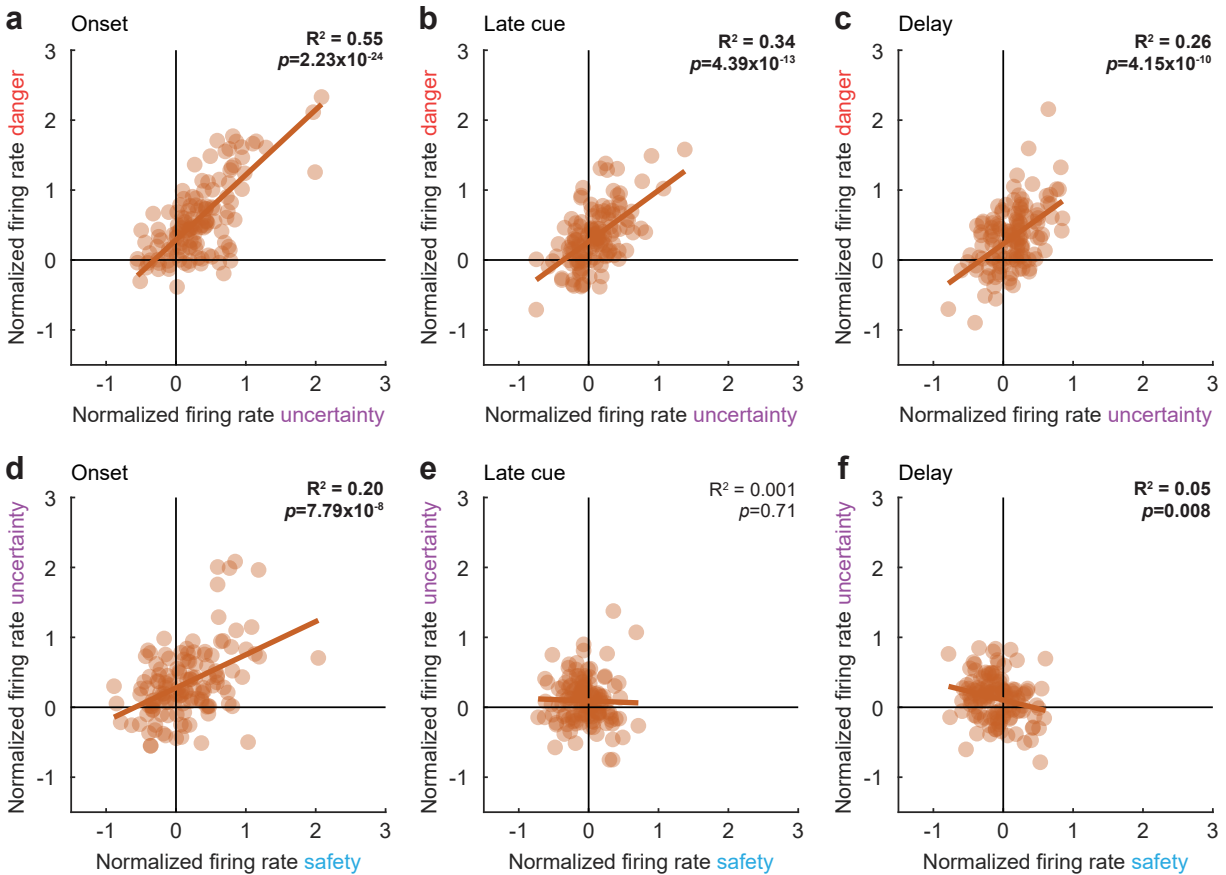 a
Onset
R² = 0.55
p=2.23x10⁻²⁴
3
2
1
0
-1
-1
0
1
2
3
Normalized firing rate danger
Normalized firing rate uncertainty
b
Late cue
R² = 0.34
p=4.39x10⁻¹³
3
2
1
0
-1
-1
0
1
2
3
Normalized firing rate danger
Normalized firing rate uncertainty
c
Delay
R² = 0.26
p=4.15x10⁻¹⁰
3
2
1
0
-1
-1
0
1
2
3
Normalized firing rate danger
Normalized firing rate uncertainty
d
Onset
R² = 0.20
p=7.79x10⁻⁸
3
2
1
0
-1
-1
0
1
2
3
Normalized firing rate uncertainty
Normalized firing rate safety
e
Late cue
R² = 0.001
p=0.71
3
2
1
0
-1
-1
0
1
2
3
Normalized firing rate uncertainty
Normalized firing rate safety
f
Delay
R² = 0.05
p=0.008
3
2
1
0
-1
-1
0
1
2
3
Normalized firing rate uncertainty
Normalized firing rate safety